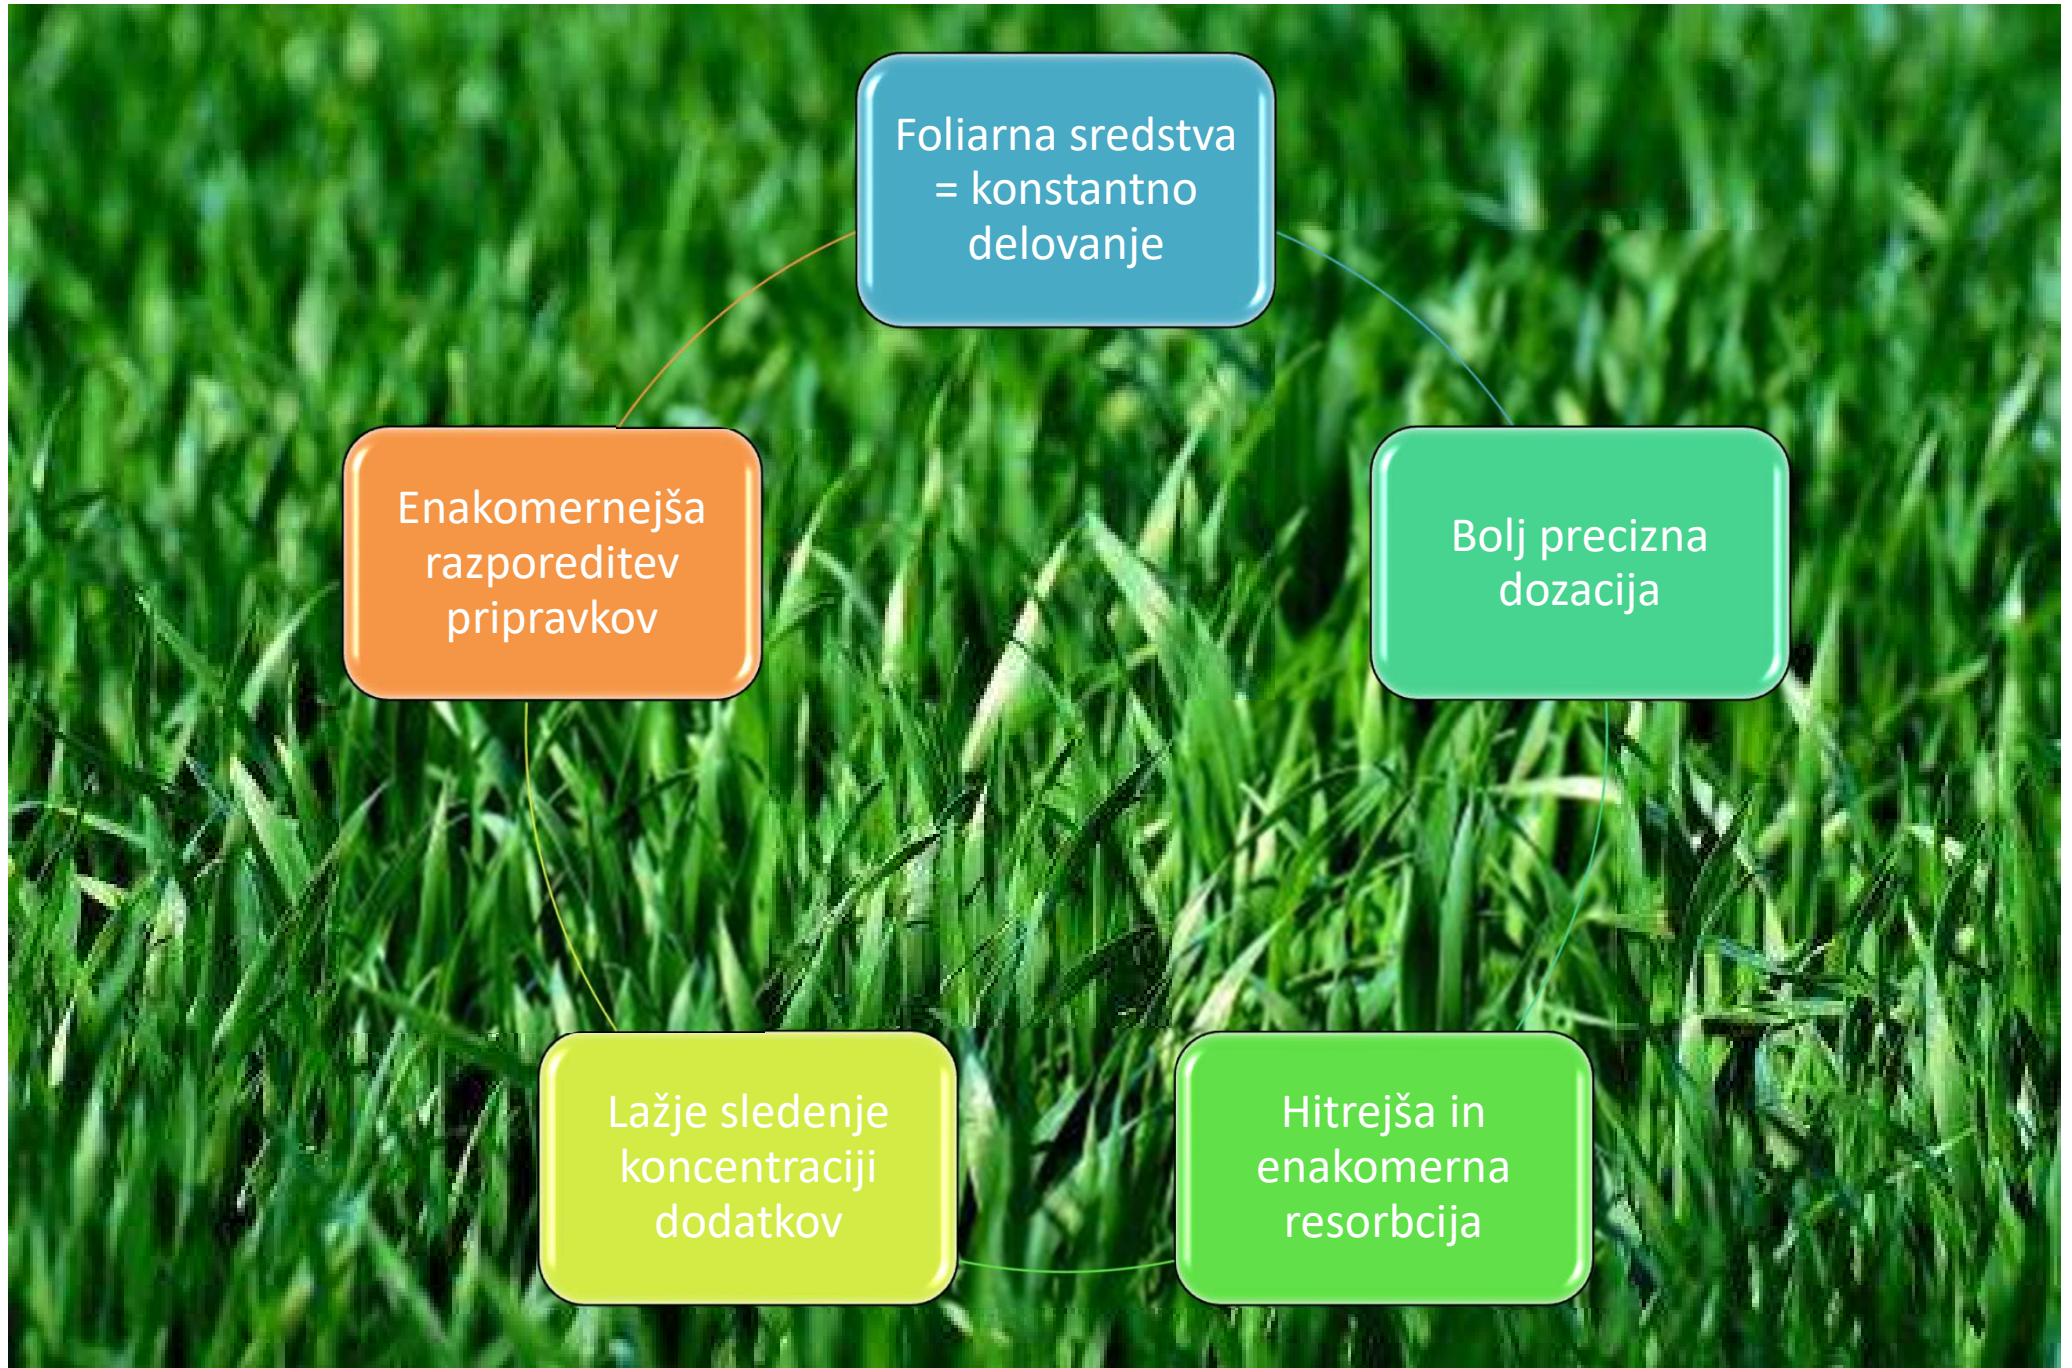 Foliarna sredstva
= konstantno
delovanje
Bolj precizna
dozacija
Hitrejša in
enakomerna
resorbcija
Lažje sledenje
koncentraciji
dodatkov
Enakomernejša
razporeditev
pripravkov